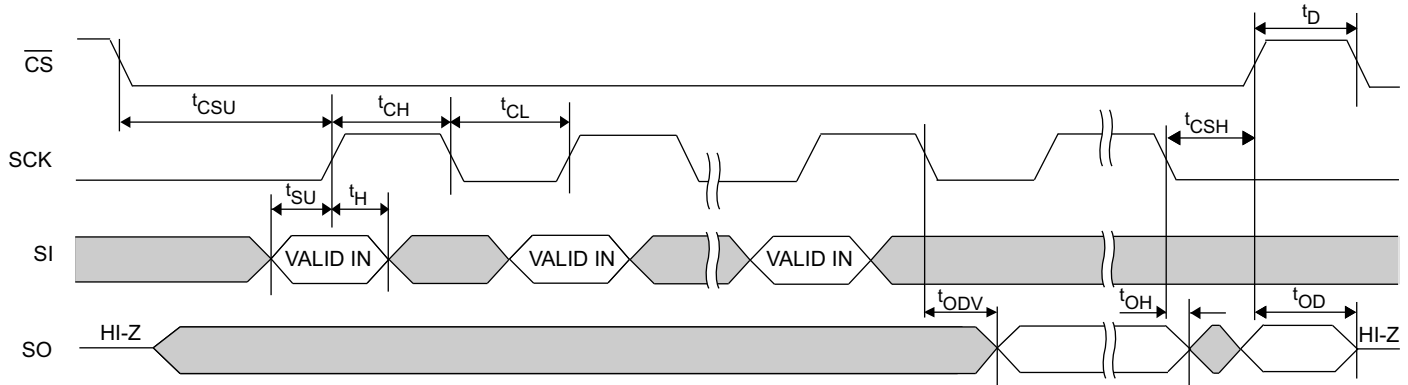 tD
CS
tCSU
tCH
tCL
tCSH
SCK
tSU
tH
SI
VALID IN
VALID IN
VALID IN
tODV
tOH
tOD
HI-Z
HI-Z
SO